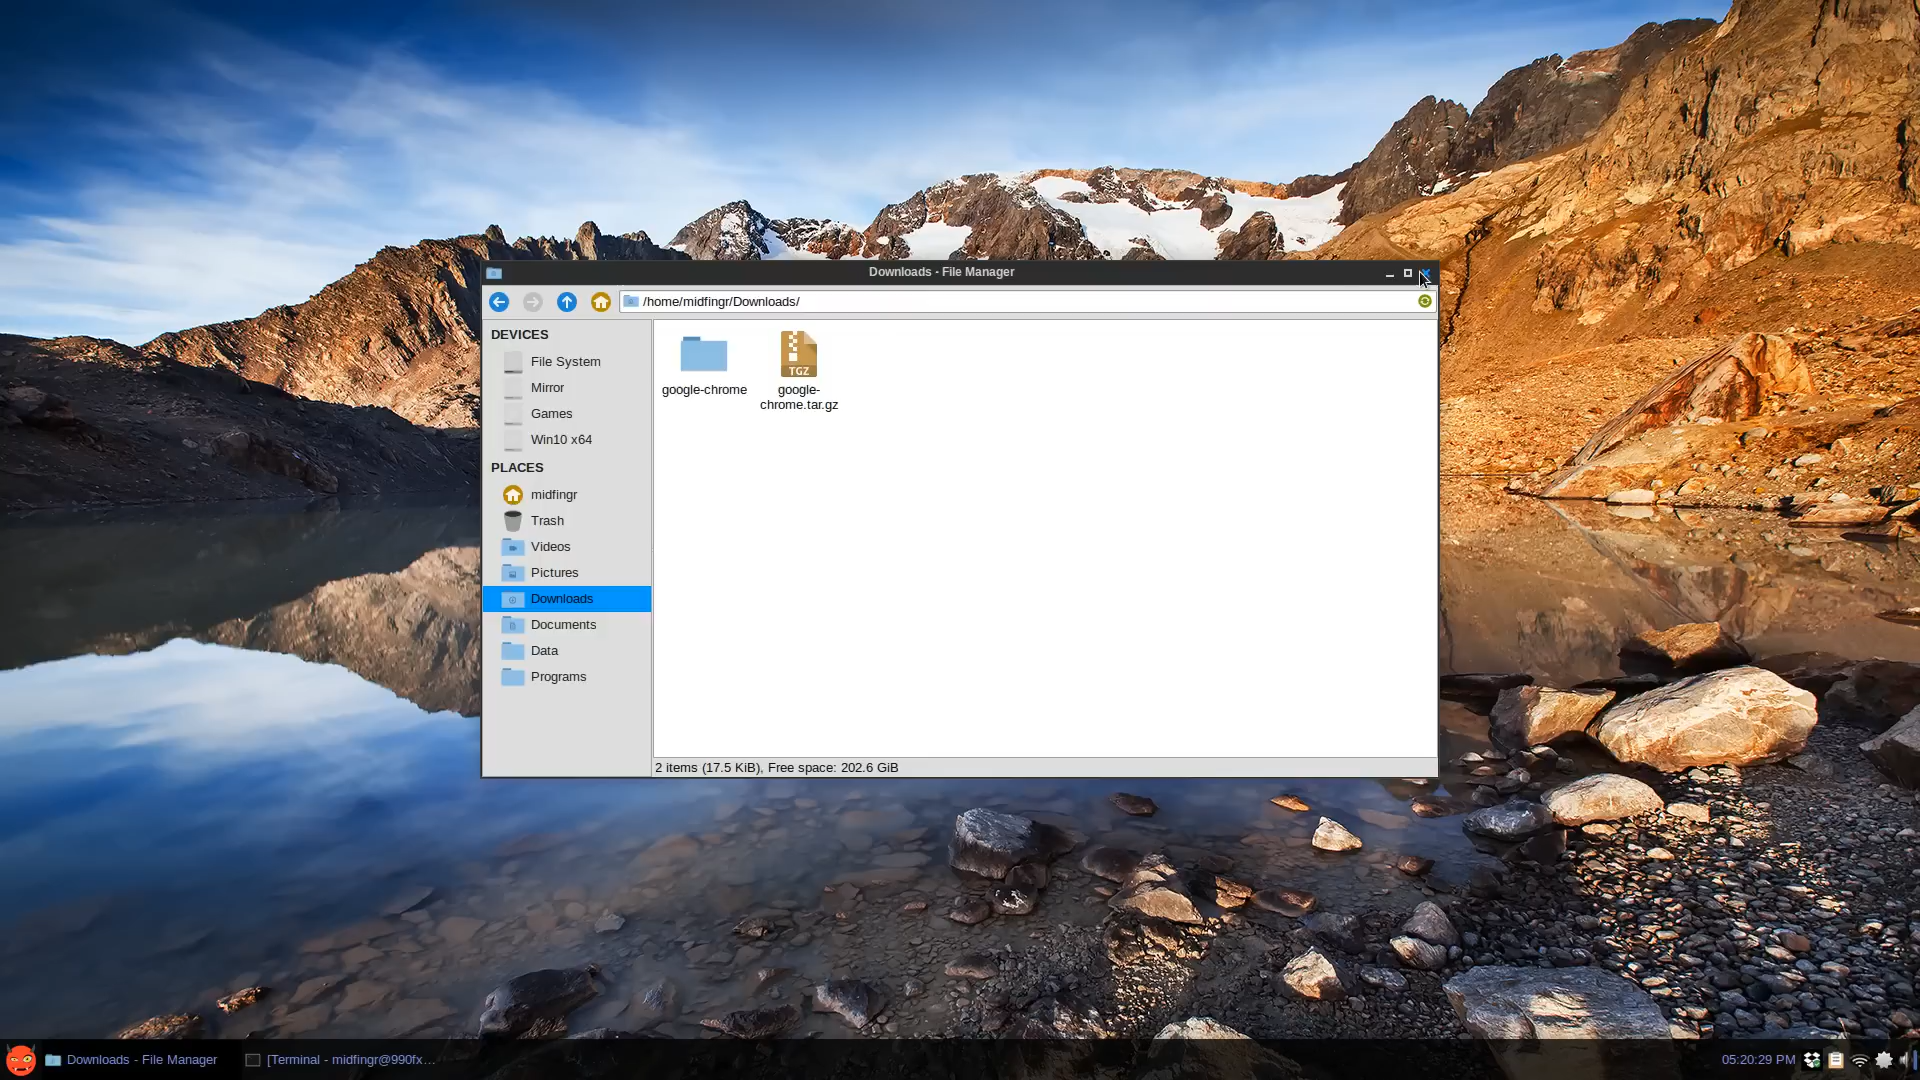 Downloads - File Manager
/home/midfingr/Downloads/
DEVICES
File System
Mirror
Games
Win10 x64
PLACES
midfingr
Trash
Videos
Pictures
Downloads
Documents
Data
Programs
google-chrome
TGZ
google-
chrome.tar.gz
2 items (17.5 KiB), Free space: 202.6 GiB
Downloads - File Manager
[Terminal - midfingr@990fx...
05:20:29 PM